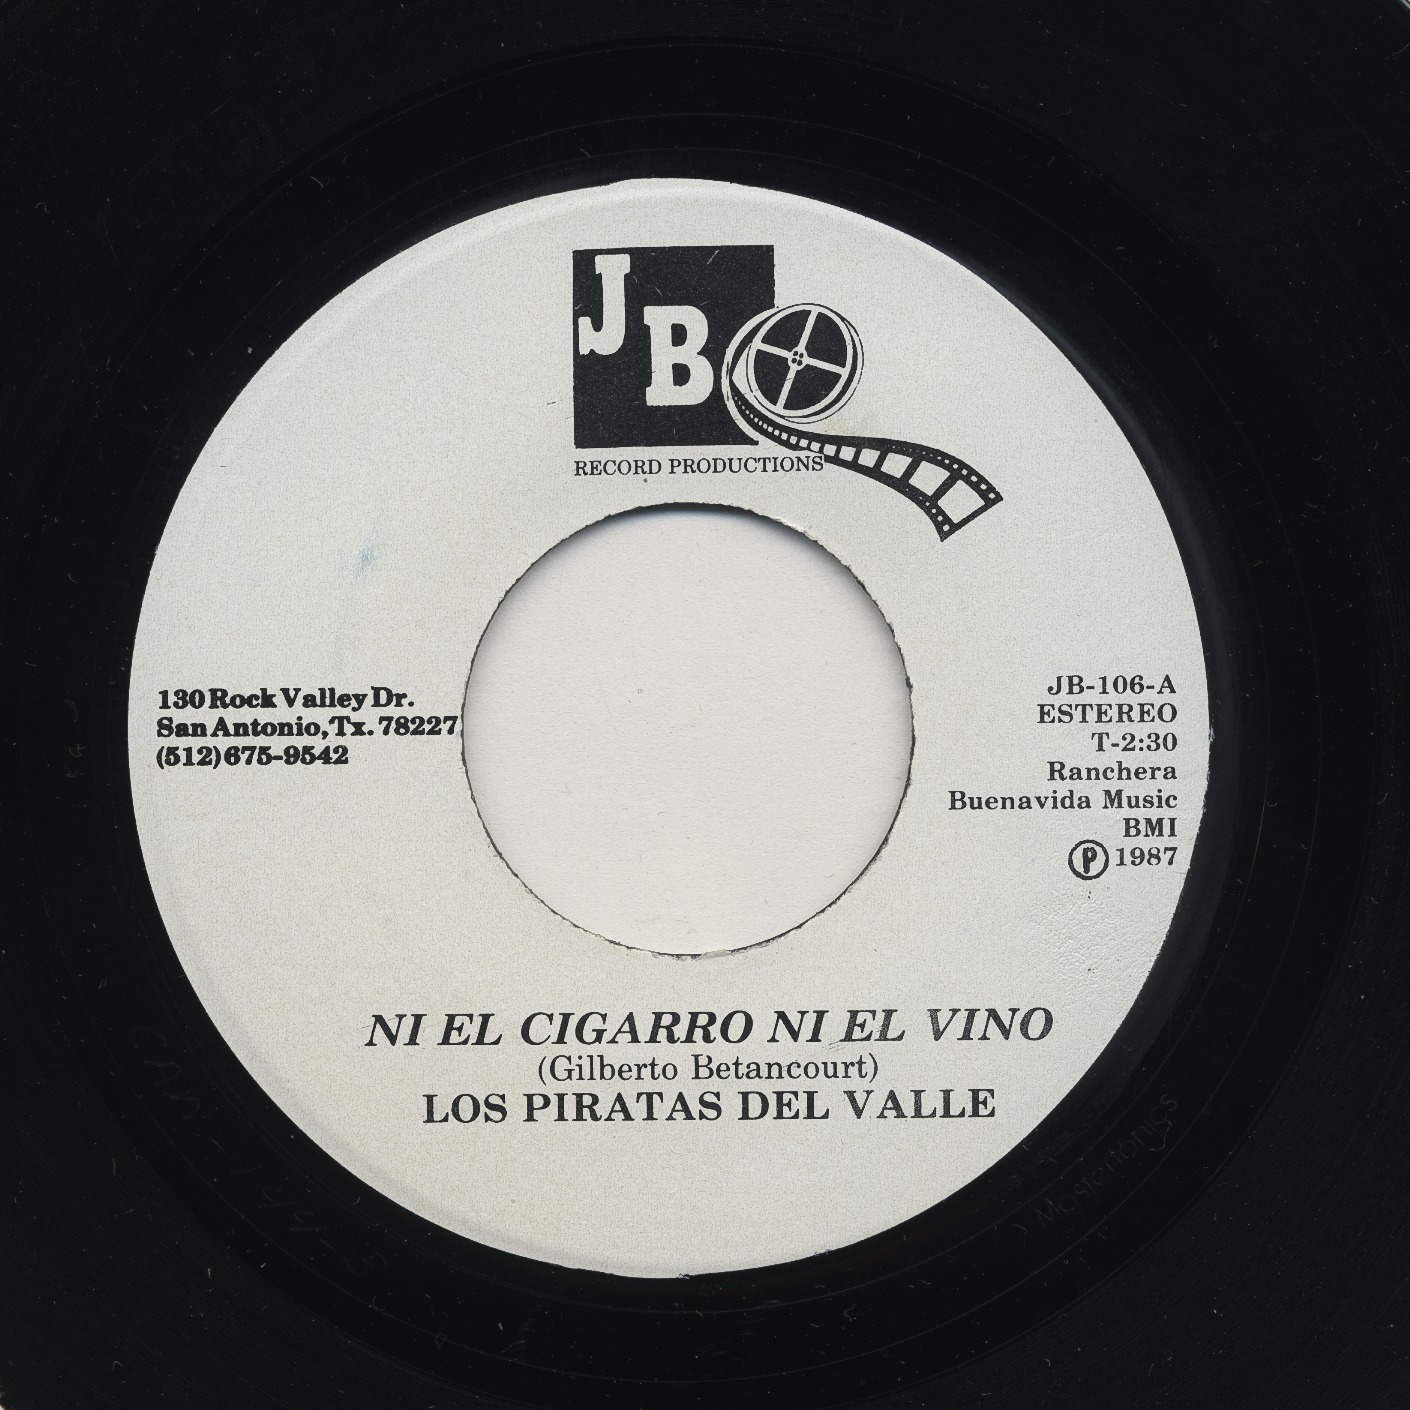 JB
RECORD PRODUCTIONS
130 Rock Valley Dr.
San Antonio, Tx. 78227
(512) 675-9542
JB-106-A
ESTEREO
T-2:30
Ranchera
Buenavida Music
BMI
Ⓟ 1987
NI EL CIGARRO NI EL VINO
(Gilberto Betancourt)
LOS PIRATAS DEL VALLE
Mastertonics